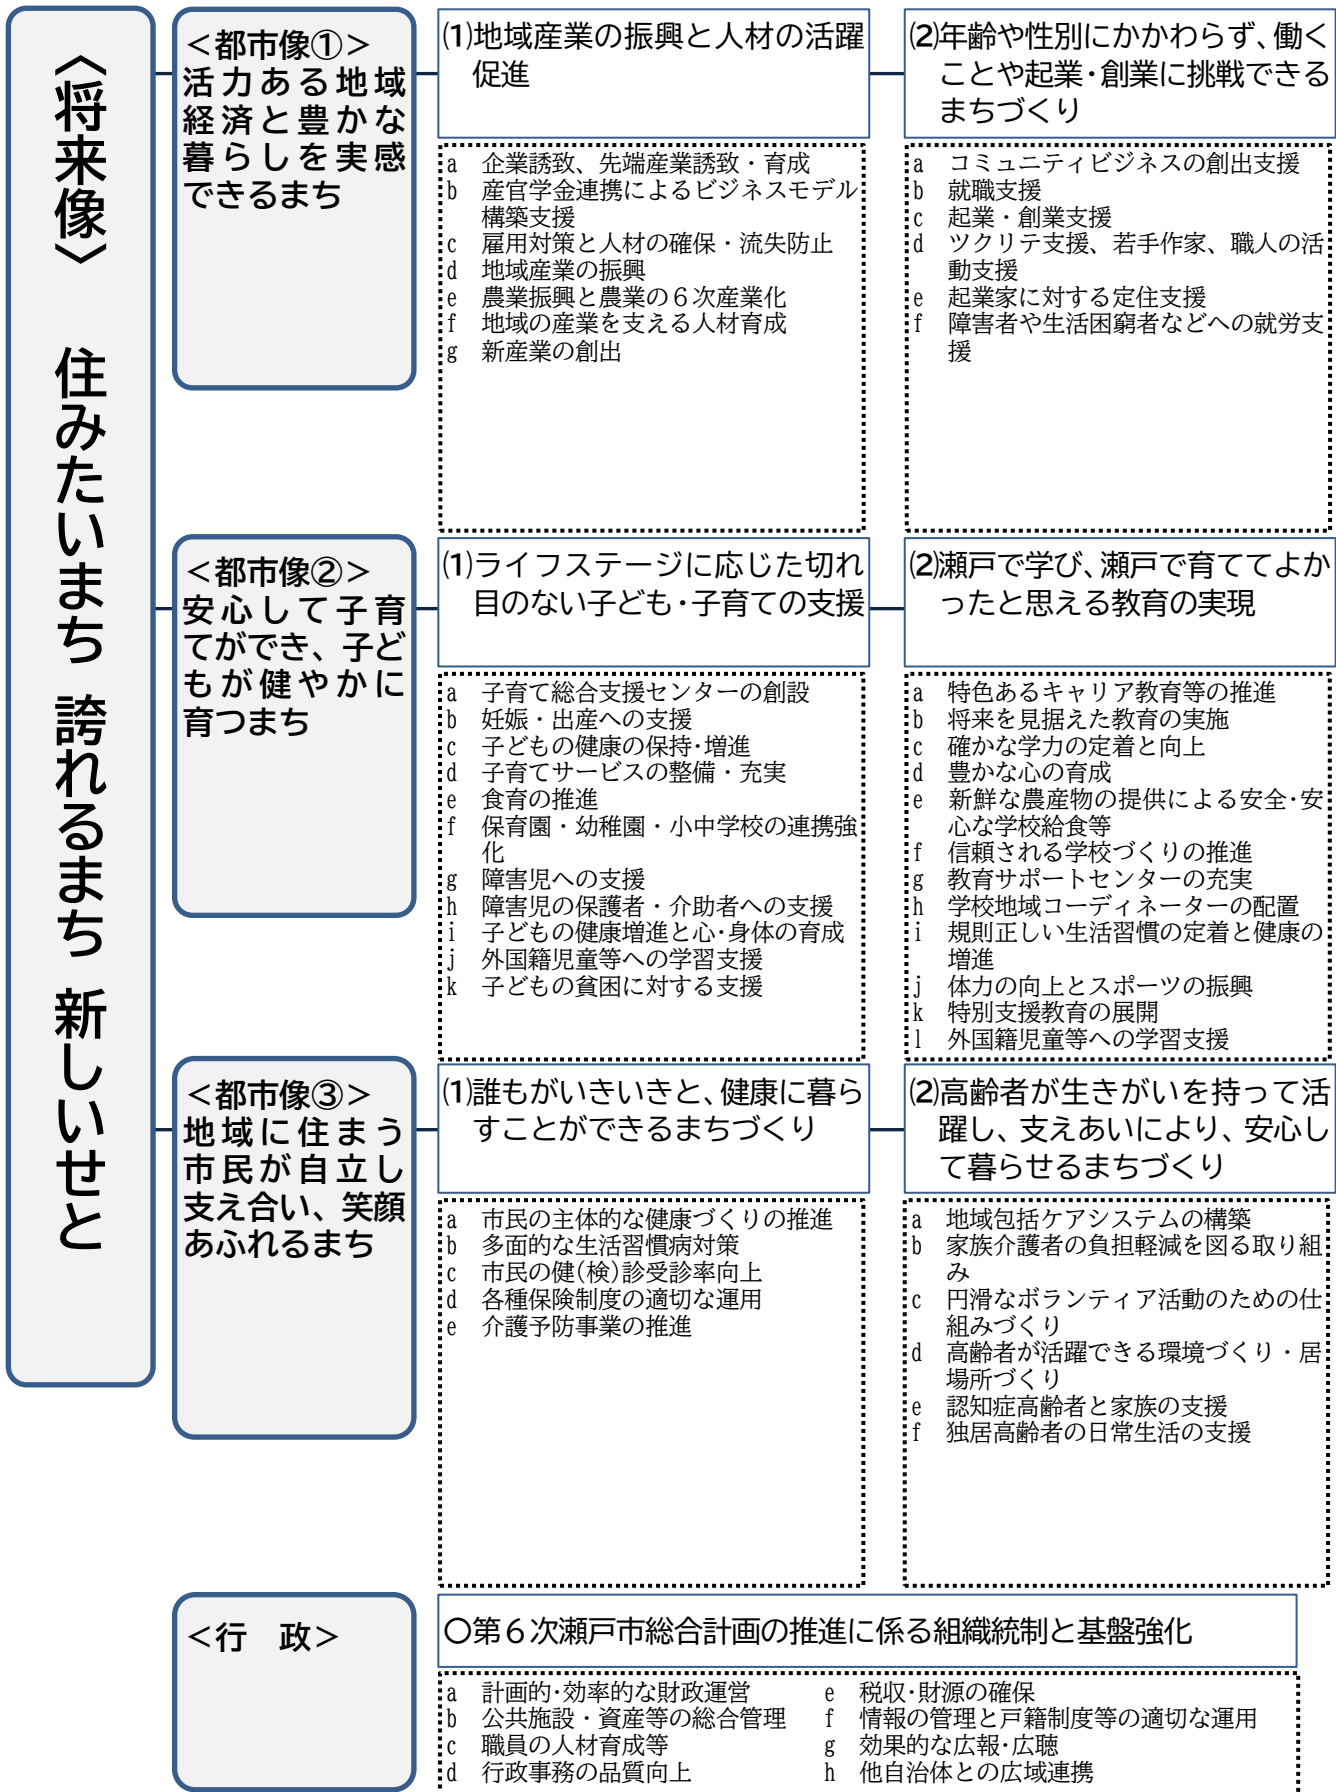 〈将来像〉　住みたいまち 誇れるまち 新しいせと
＜都市像①＞
活力ある地域
経済と豊かな
暮らしを実感
できるまち
⑴地域産業の振興と人材の活躍
促進
a　企業誘致、先端産業誘致・育成
b　産官学金連携によるビジネスモデル
構築支援
c　雇用対策と人材の確保・流失防止
d　地域産業の振興
e　農業振興と農業の６次産業化
f　地域の産業を支える人材育成
g　新産業の創出
⑵年齢や性別にかかわらず、働く
ことや起業・創業に挑戦できる
まちづくり
a　コミュニティビジネスの創出支援
b　就職支援
c　起業・創業支援
d　ツクリテ支援、若手作家、職人の活
動支援
e　起業家に対する定住支援
f　障害者や生活困窮者などへの就労支
援
＜都市像②＞
安心して子育
てができ、子ど
もが健やかに
育つまち
⑴ライフステージに応じた切れ
目のない子ども・子育ての支援
a　子育て総合支援センターの創設
b　妊娠・出産への支援
c　子どもの健康の保持・増進
d　子育てサービスの整備・充実
e　食育の推進
f　保育園・幼稚園・小中学校の連携強
化
g　障害児への支援
h　障害児の保護者・介助者への支援
i　子どもの健康増進と心・身体の育成
j　外国籍児童等への学習支援
k　子どもの貧困に対する支援
⑵瀬戸で学び、瀬戸で育ててよか
ったと思える教育の実現
a　特色あるキャリア教育等の推進
b　将来を見据えた教育の実施
c　確かな学力の定着と向上
d　豊かな心の育成
e　新鮮な農産物の提供による安全・安
心な学校給食等
f　信頼される学校づくりの推進
g　教育サポートセンターの充実
h　学校地域コーディネーターの配置
i　規則正しい生活習慣の定着と健康の
増進
j　体力の向上とスポーツの振興
k　特別支援教育の展開
l　外国籍児童等への学習支援
＜都市像③＞
地域に住まう
市民が自立し
支え合い、笑顔
あふれるまち
⑴誰もがいきいきと、健康に暮ら
すことができるまちづくり
a　市民の主体的な健康づくりの推進
b　多面的な生活習慣病対策
c　市民の健（検）診受診率向上
d　各種保険制度の適切な運用
e　介護予防事業の推進
⑵高齢者が生きがいを持って活
躍し、支えあいにより、安心し
て暮らせるまちづくり
a　地域包括ケアシステムの構築
b　家族介護者の負担軽減を図る取り組
み
c　円滑なボランティア活動のための仕
組みづくり
d　高齢者が活躍できる環境づくり・居
場所づくり
e　認知症高齢者と家族の支援
f　独居高齢者の日常生活の支援
＜行　政＞
〇第６次瀬戸市総合計画の推進に係る組織統制と基盤強化
a　計画的・効率的な財政運営
b　公共施設・資産等の総合管理
c　職員の人材育成等
d　行政事務の品質向上
e　税収・財源の確保
f　情報の管理と戸籍制度等の適切な運用
g　効果的な広報・広聴
h　他自治体との広域連携